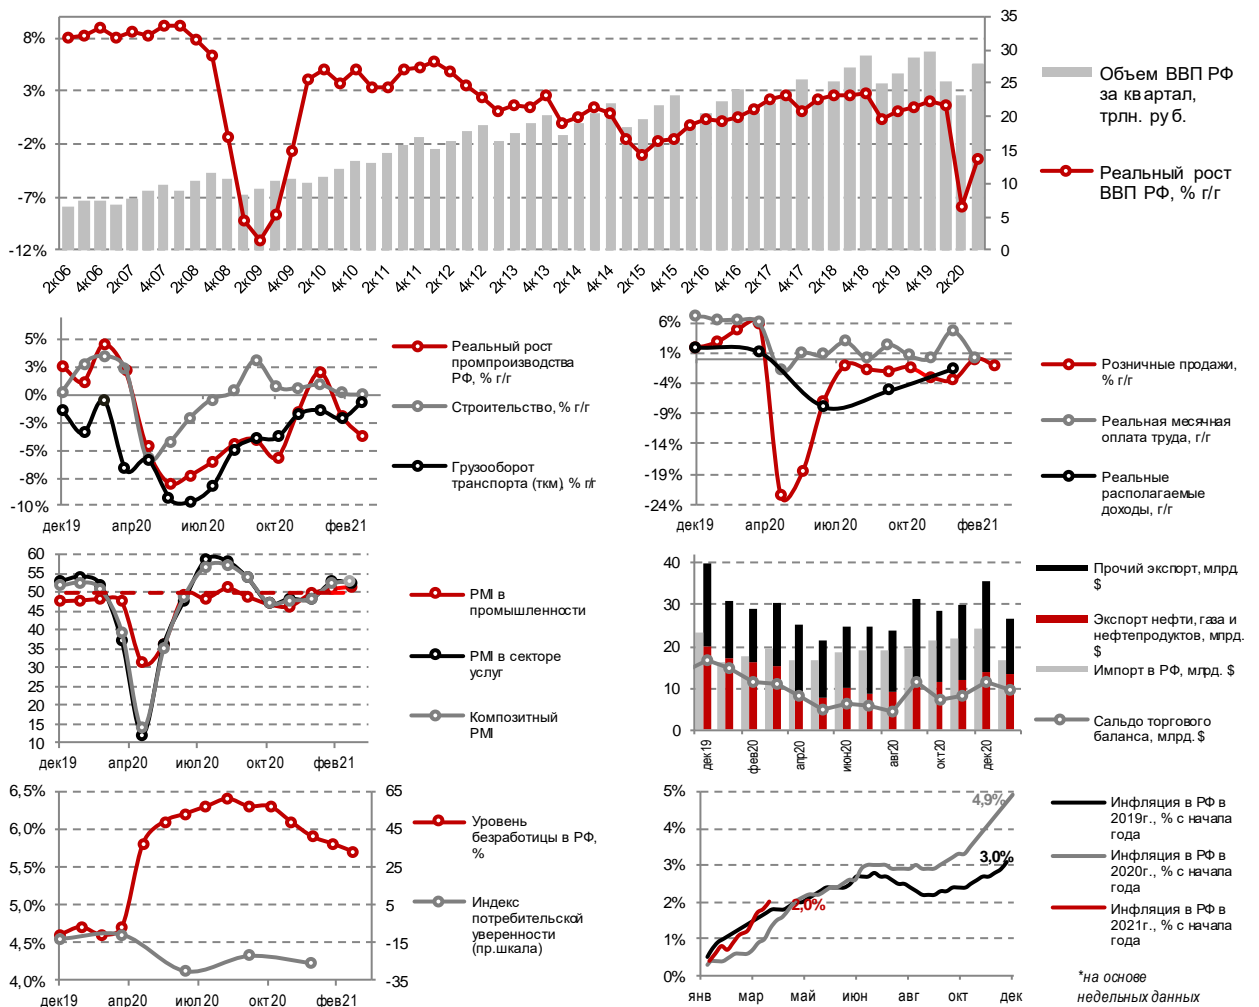 8%
3%
-2%
-7%
-12%
35
30
25
20
15
10
5
0
2к06
4к06
2к07
4к07
2к08
4к08
2к09
4к09
2к10
4к10
2к11
4к11
2к12
4к12
2к13
4к13
2к14
4к14
2к15
4к15
2к16
4к16
2к17
4к17
2к18
4к18
2к19
4к19
2к20
Объем ВВП РФ
за квартал,
трлн. руб.
Реальный рост
ВВП РФ, % г/г
5%
3%
0%
-3%
-5%
-8%
-10%
дек19
апр20
июл20
окт20
фев21
Реальный рост
промпроизводства
РФ, % г/г
Строительство, % г/г
Грузооборот
транспорта (ткм), % г/г
6%
1%
-4%
-9%
-14%
-19%
-24%
дек19
апр20
июл20
окт20
фев21
Розничные продажи,
% г/г
Реальная месячная
оплата труда, г/г
Реальные
располагаемые
доходы, г/г
60
55
50
45
40
35
30
25
20
15
10
дек19
апр20
июл20
окт20
фев21
PMI в
промышленности
PMI в секторе
услуг
Композитный
PMI
40
30
20
10
0
дек19
фев20
апр20
июн20
авг20
окт20
дек20
Прочий экспорт, млрд.
$
Экспорт нефти, газа и
нефтепродуктов, млрд.
$
Импорт в РФ, млрд. $
Сальдо торгового
баланса, млрд. $
6,5%
6,0%
5,5%
5,0%
4,5%
4,0%
65
45
25
5
-15
-35
дек19
апр20
июл20
окт20
фев21
Уровень
безработицы в РФ,
%
Индекс
потребительской
уверенности
(пр.шкала)
5%
4%
3%
2%
1%
0%
4,9%
3,0%
2,0%
янв
мар
май
июн
авг
окт
дек
Инфляция в РФ в
2019г., % с начала
года
Инфляция в РФ в
2020г., % с начала
года
Инфляция в РФ в
2021г., % с начала
года
*на основе
недельных данных